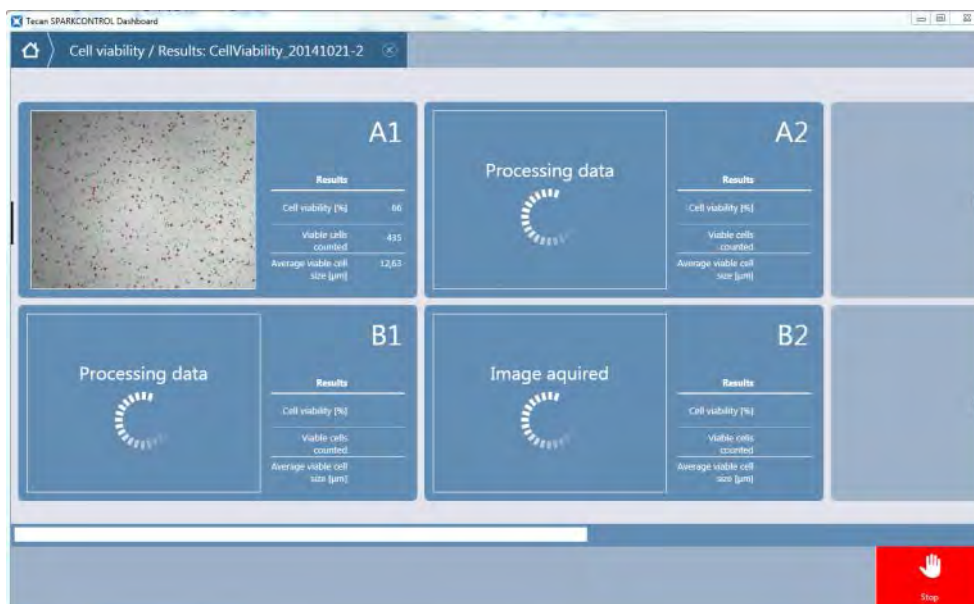 Tecan SPARKCONTROL Dashboard
Cell viability / Results: CellViability_20141021-2
A1
Results
Cell viability [%] 66
Viable cells
counted 435
Average viable cell
size [µm] 12,63
Processing data
A2
Results
Cell viability [%]
Viable cells
counted
Average viable cell
size [µm]
Processing data
B1
Results
Cell viability [%]
Viable cells
counted
Average viable cell
size [µm]
Image aquired
B2
Results
Cell viability [%]
Viable cells
counted
Average viable cell
size [µm]
Stop